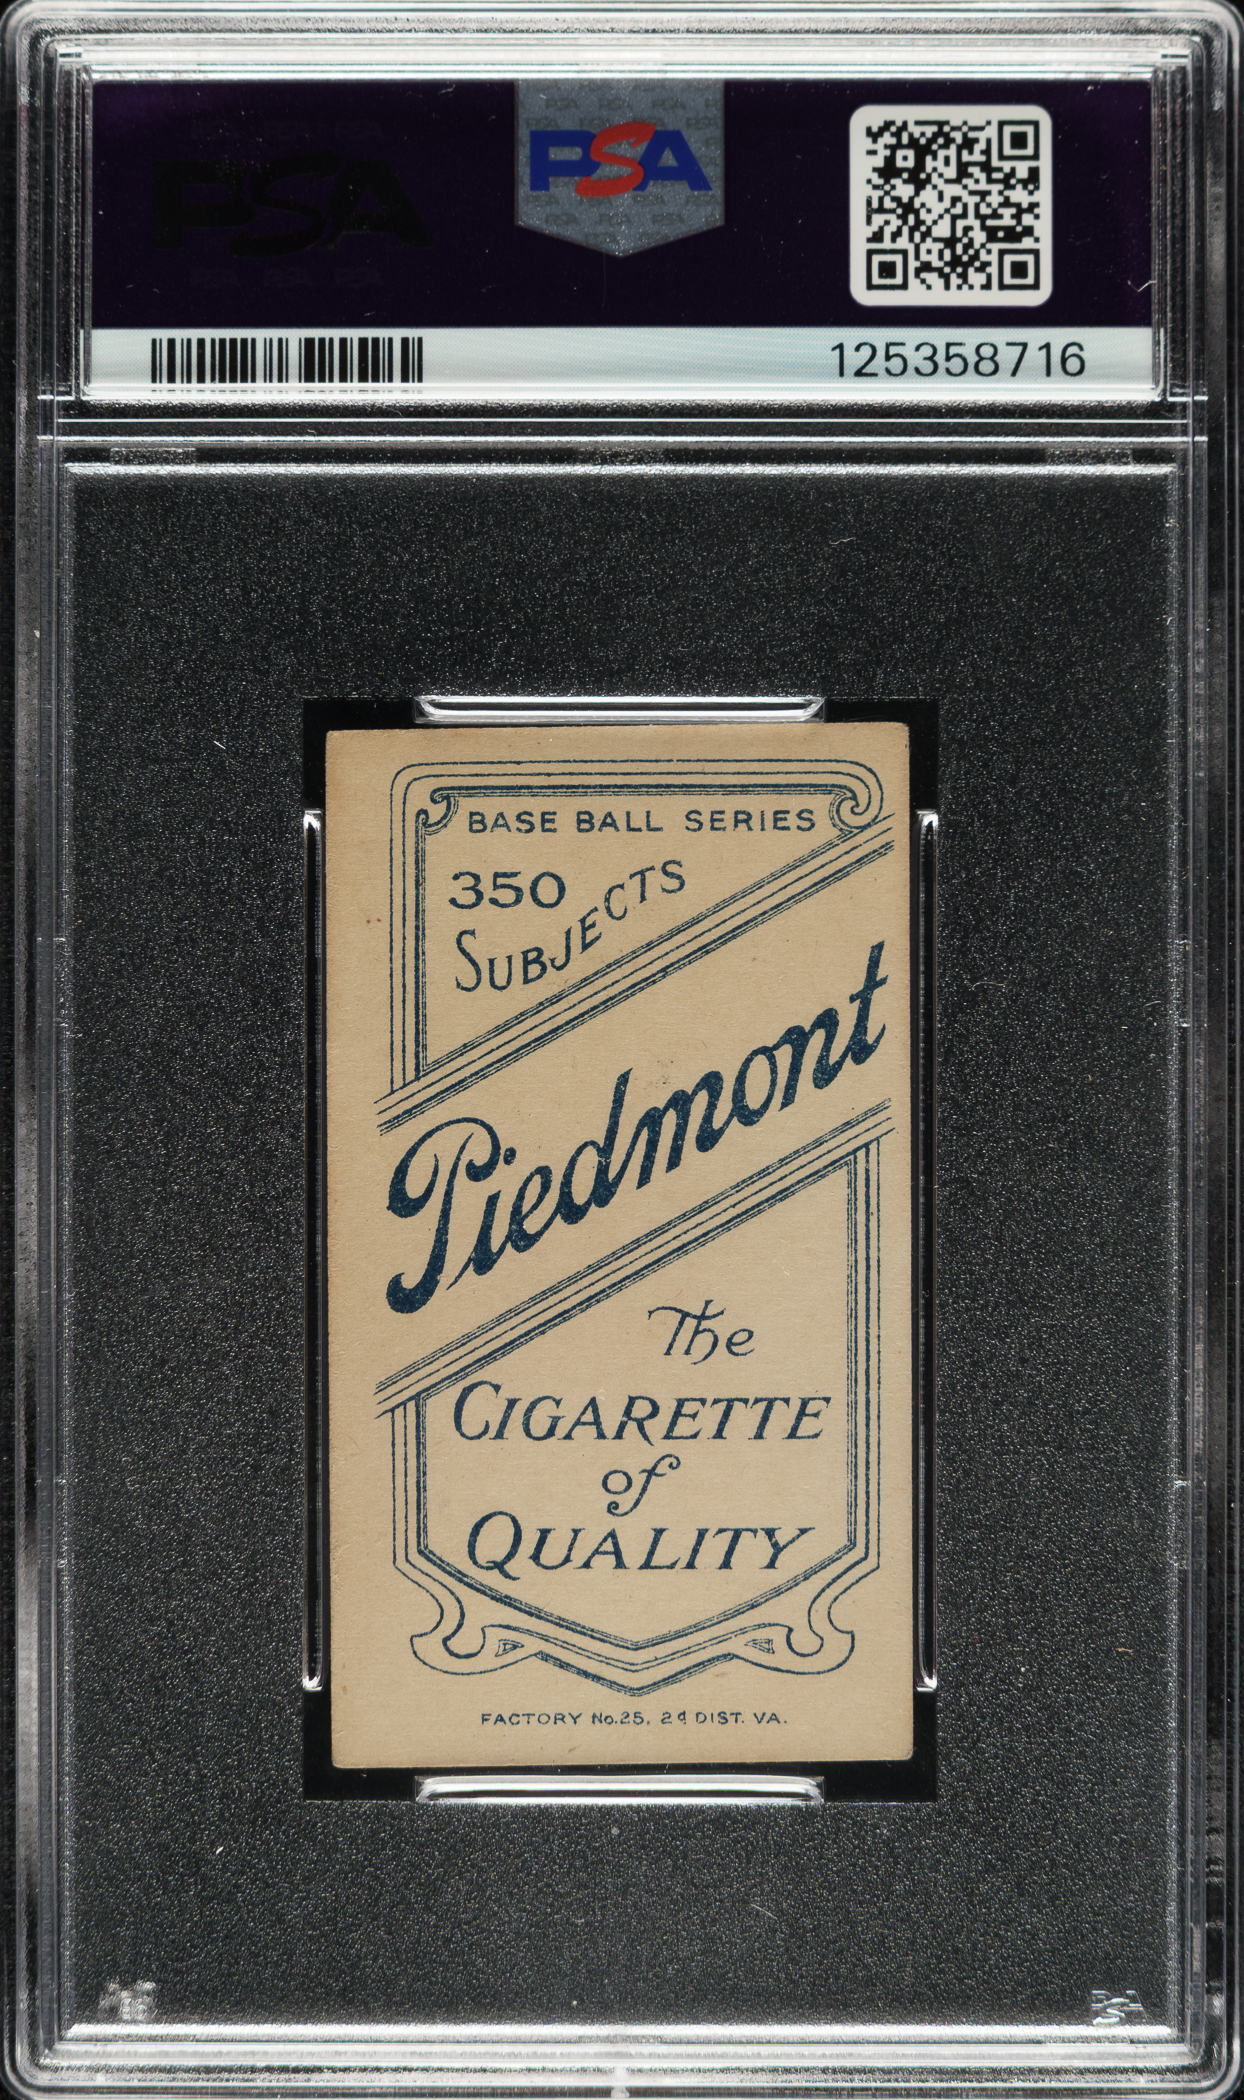 PSA
PSA
125358716
BASE BALL SERIES
350
SUBJECTS
Piedmont
The
CIGARETTE
of
QUALITY
FACTORY No.25, 2d DIST. VA.
PSA